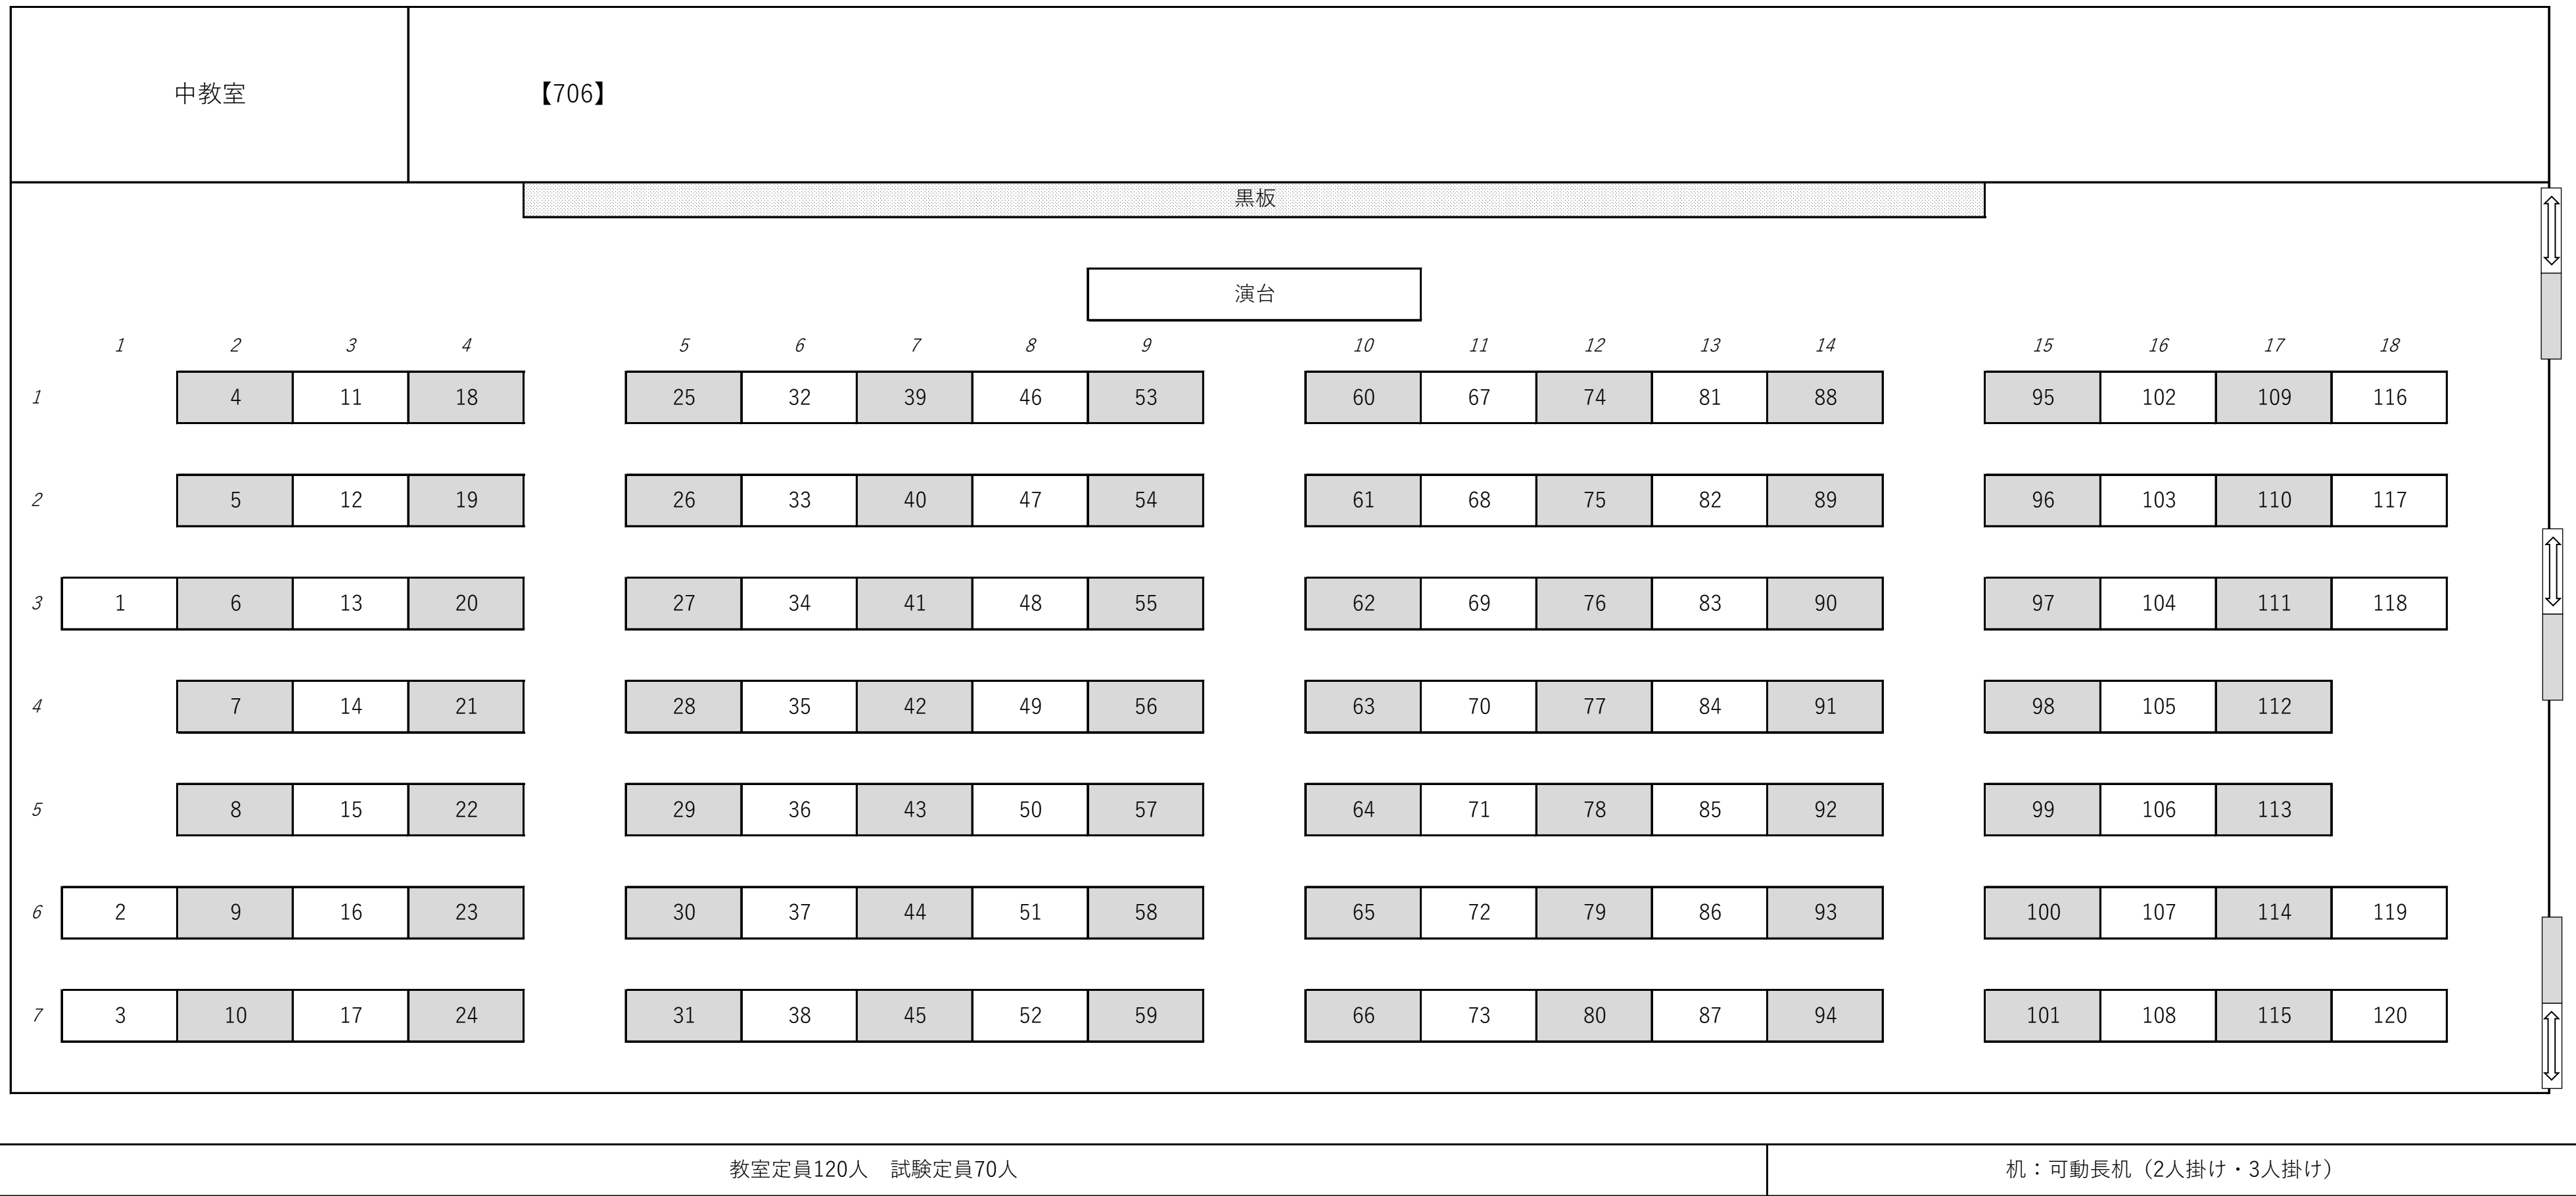 中教室 【706】
黒板
演台
1 2 3 4 5 6 7 8 9 10 11 12 13 14 15 16 17 18
1 4 11 18 25 32 39 46 53 60 67 74 81 88 95 102 109 116
2 5 12 19 26 33 40 47 54 61 68 75 82 89 96 103 110 117
3 1 6 13 20 27 34 41 48 55 62 69 76 83 90 97 104 111 118
4 7 14 21 28 35 42 49 56 63 70 77 84 91 98 105 112
5 8 15 22 29 36 43 50 57 64 71 78 85 92 99 106 113
6 2 9 16 23 30 37 44 51 58 65 72 79 86 93 100 107 114 119
7 3 10 17 24 31 38 45 52 59 66 73 80 87 94 101 108 115 120
教室定員120人　試験定員70人 机：可動長机（2人掛け・3人掛け）